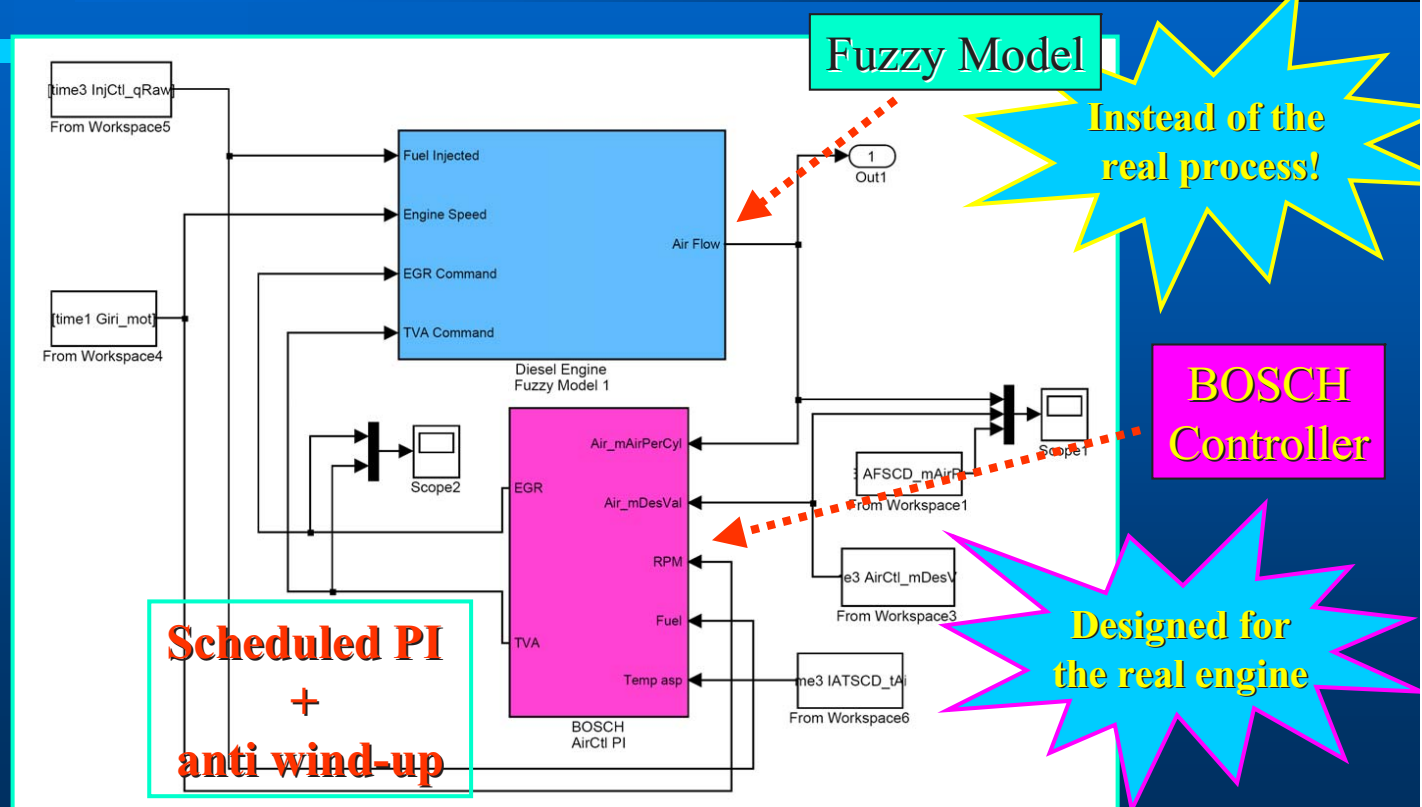 Fuzzy Model
Instead of the
real process!
[time3 InjCtl_qRaw]
From Workspace5
Fuel Injected
Engine Speed
EGR Command
TVA Command
Air Flow
1
Out1
[time1 Giri_mot]
From Workspace4
Diesel Engine
Fuzzy Model 1
BOSCH
Controller
Scope2
EGR
TVA
Air_mAirPerCyl
Air_mDesVal
RPM
Fuel
Temp asp
BOSCH
AirCtl PI
Scope1
AFSCD_mAirP
From Workspace1
e3 AirCtl_mDesV
From Workspace3
me3 IATSCD_tAi
From Workspace6
Scheduled PI
+
anti wind-up
Designed for
the real engine